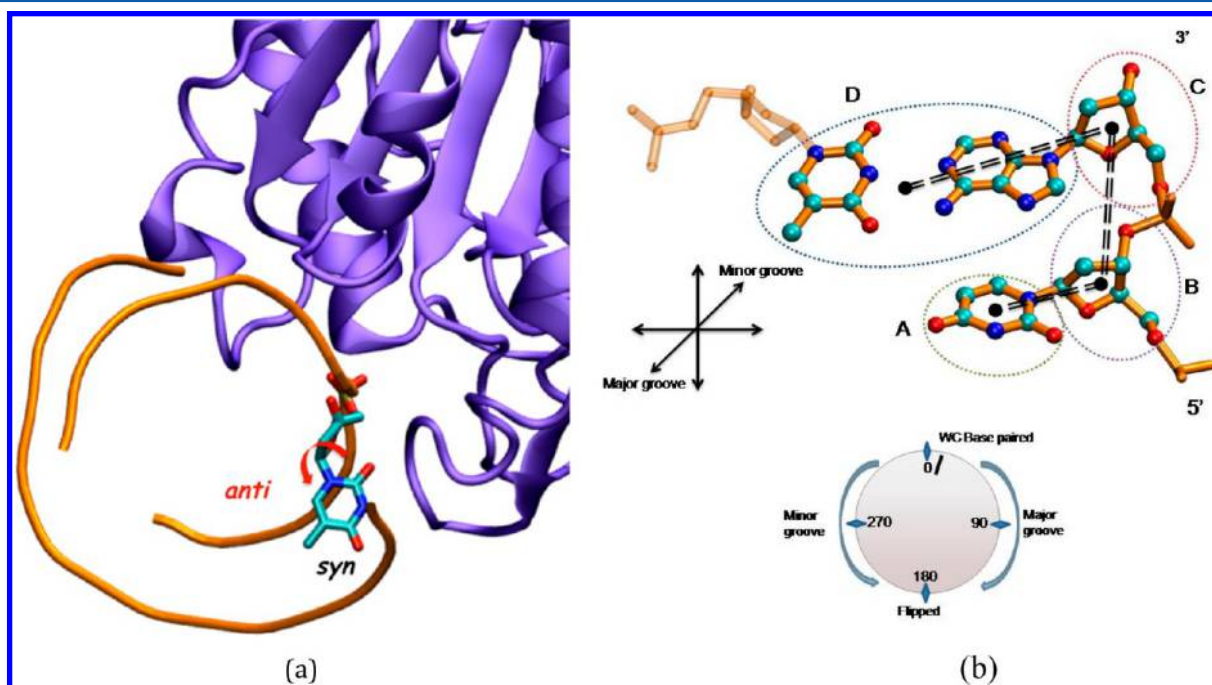 anti
syn
(a)
3'
C
D
Minor groove
B
A
Major groove
5'
WC Base paired
0
Minor
groove
270
90
Major
groove
180
Flipped
(b)